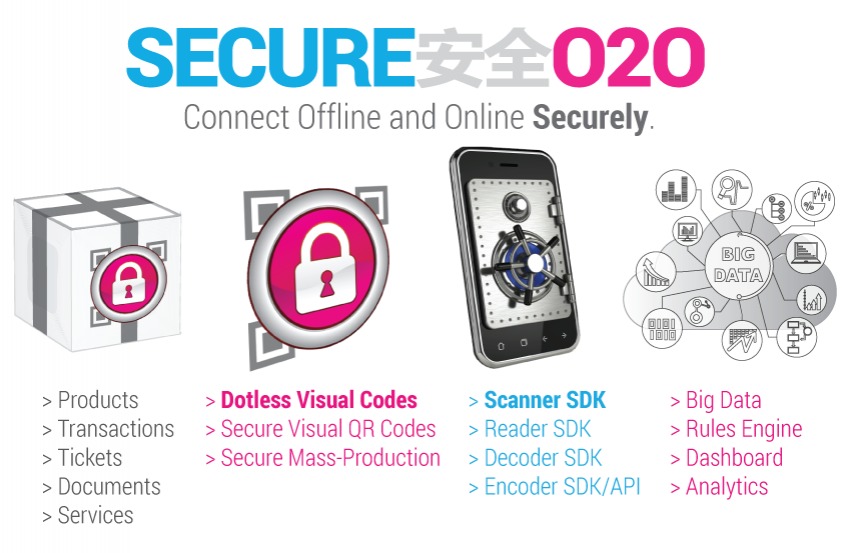 SECURE安全O2O
Connect Offline and Online Securely.
BIG
DATA
> Products
> Transactions
> Tickets
> Documents
> Services
> Dotless Visual Codes
> Secure Visual QR Codes
> Secure Mass-Production
> Scanner SDK
> Reader SDK
> Decoder SDK
> Encoder SDK/API
> Big Data
> Rules Engine
> Dashboard
> Analytics